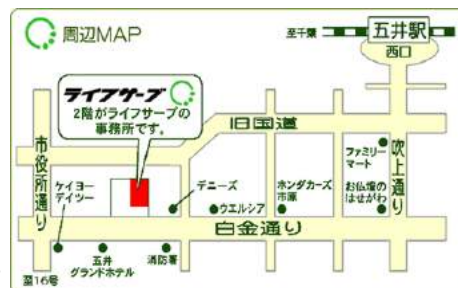 周辺MAP
至千葉
五井駅
西口
ライフサーブ
2階がライフサーブの
事務所です。
旧国道
市役所通り
吹上通り
ファミリー
マート
ケイヨー
デイツー
デニーズ
ウエルシア
ホンダカーズ
市原
お仏壇の
はせがわ
白金通り
五井
グランドホテル
消防署
至16号